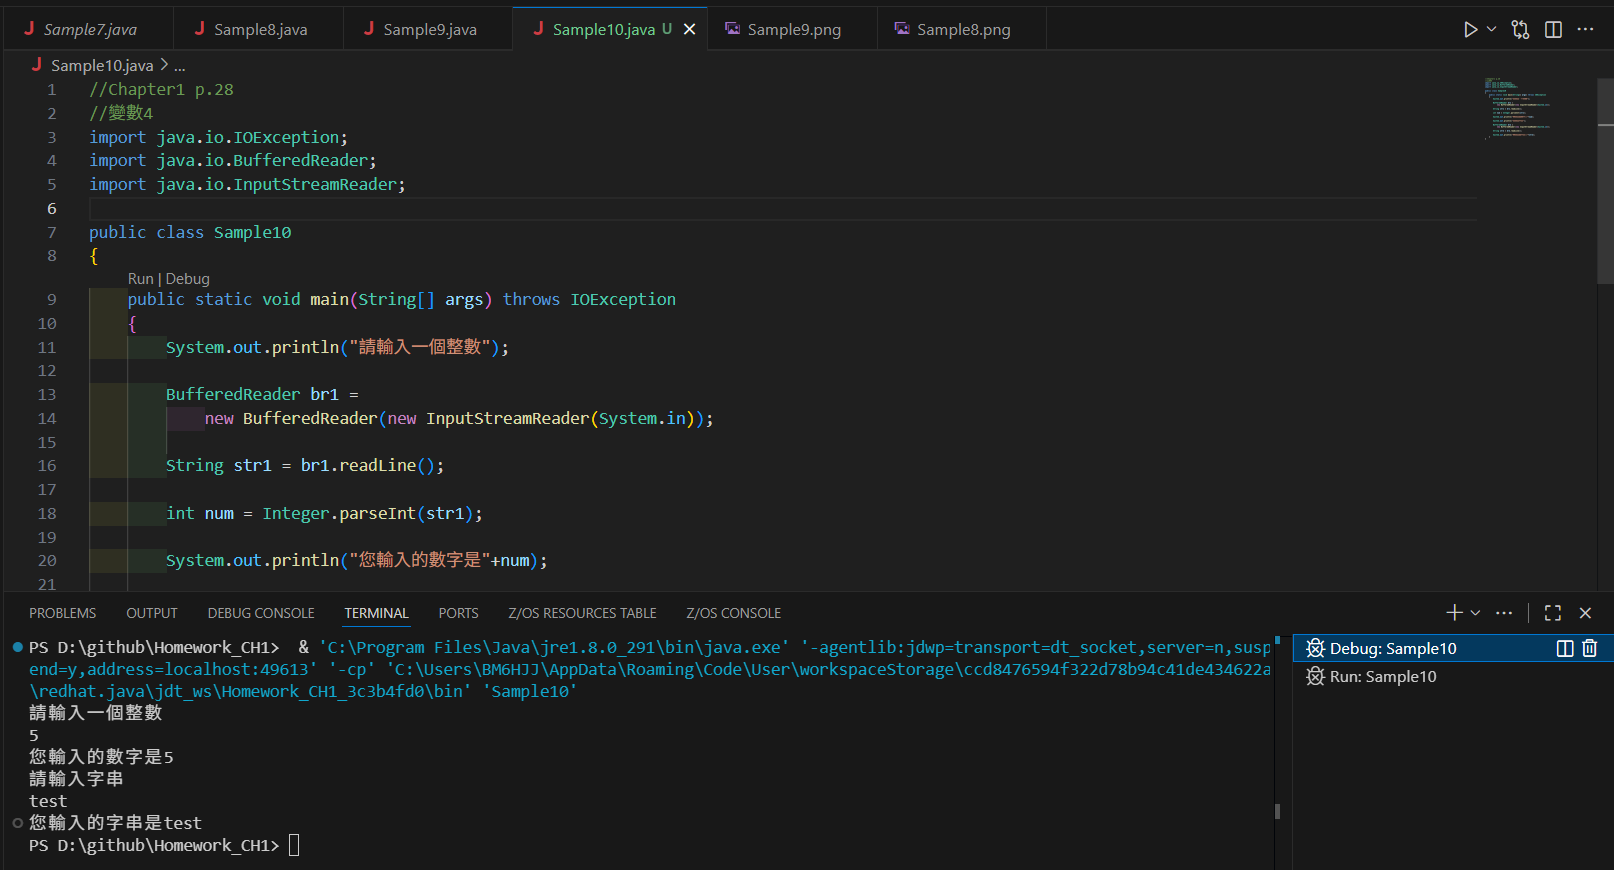 Sample7.java Sample8.java Sample9.java Sample10.java U Sample9.png Sample8.png
Sample10.java > ...
1 //Chapter1 p.28
2 //變數4
3 import java.io.IOException;
4 import java.io.BufferedReader;
5 import java.io.InputStreamReader;
6
7 public class Sample10
8 {
Run | Debug
9 public static void main(String[] args) throws IOException
10 {
11 System.out.println("請輸入一個整數");
12
13 BufferedReader br1 =
14 new BufferedReader(new InputStreamReader(System.in));
15
16 String str1 = br1.readLine();
17
18 int num = Integer.parseInt(str1);
19
20 System.out.println("您輸入的數字是"+num);
21
PROBLEMS OUTPUT DEBUG CONSOLE TERMINAL PORTS Z/OS RESOURCES TABLE Z/OS CONSOLE
PS D:\github\Homework_CH1> & 'C:\Program Files\Java\jre1.8.0_291\bin\java.exe' '-agentlib:jdwp=transport=dt_socket,server=n,susp
end=y,address=localhost:49613' '-cp' 'C:\Users\BM6HJJ\AppData\Roaming\Code\User\workspaceStorage\ccd8476594f322d78b94c41de434622a
\redhat.java\jdt_ws\Homework_CH1_3c3b4fd0\bin' 'Sample10'
請輸入一個整數
5
您輸入的數字是5
請輸入字串
test
您輸入的字串是test
PS D:\github\Homework_CH1>
Debug: Sample10
Run: Sample10